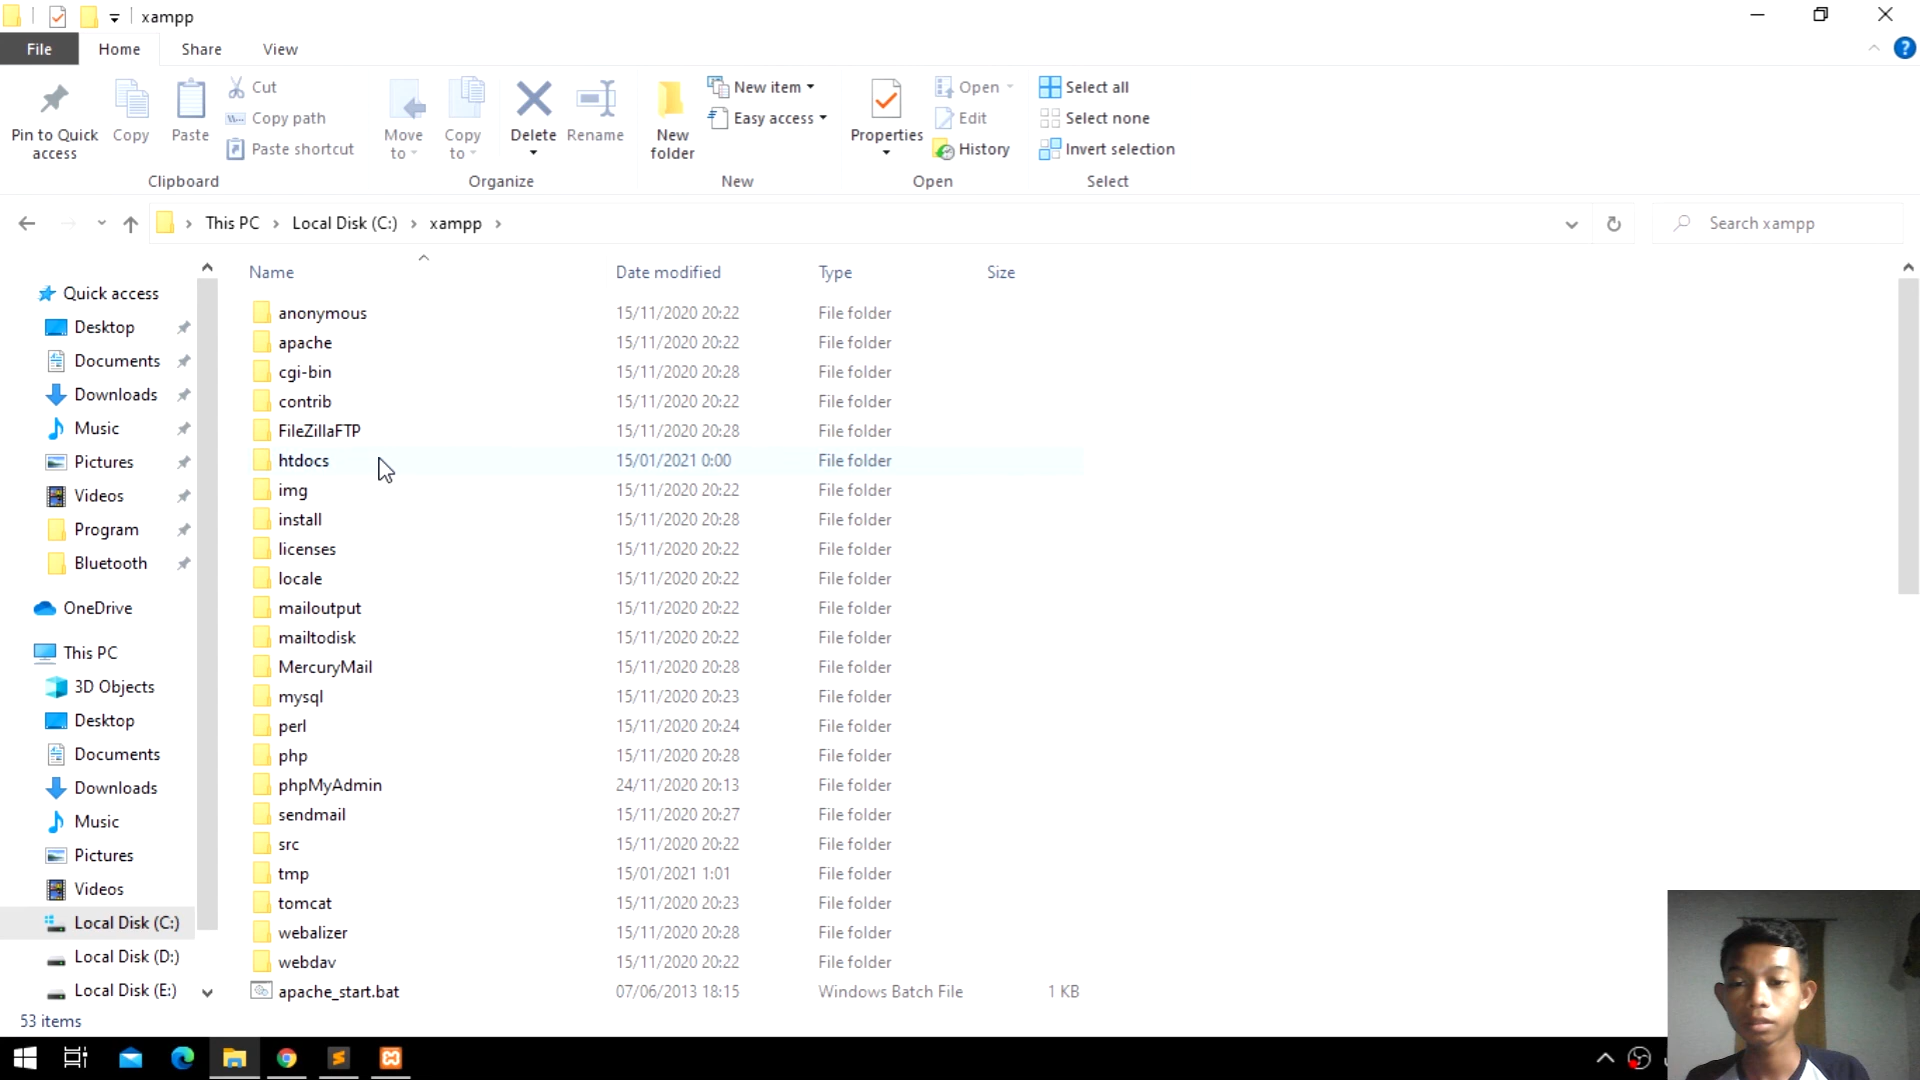 xampp
File Home Share View
Pin to Quick access
Copy
Paste
Cut
Copy path
Paste shortcut
Clipboard
Move to
Copy to
Delete
Rename
Organize
New folder
New item
Easy access
New
Properties
Open
Edit
History
Open
Select all
Select none
Invert selection
Select
This PC > Local Disk (C:) > xampp >
Search xampp
Quick access
Desktop
Documents
Downloads
Music
Pictures
Videos
Program
Bluetooth
OneDrive
This PC
3D Objects
Desktop
Documents
Downloads
Music
Pictures
Videos
Local Disk (C:)
Local Disk (D:)
Local Disk (E:)
Name Date modified Type Size
anonymous 15/11/2020 20:22 File folder
apache 15/11/2020 20:22 File folder
cgi-bin 15/11/2020 20:28 File folder
contrib 15/11/2020 20:22 File folder
FileZillaFTP 15/11/2020 20:28 File folder
htdocs 15/01/2021 0:00 File folder
img 15/11/2020 20:22 File folder
install 15/11/2020 20:28 File folder
licenses 15/11/2020 20:22 File folder
locale 15/11/2020 20:22 File folder
mailoutput 15/11/2020 20:22 File folder
mailtodisk 15/11/2020 20:22 File folder
MercuryMail 15/11/2020 20:28 File folder
mysql 15/11/2020 20:23 File folder
perl 15/11/2020 20:24 File folder
php 15/11/2020 20:28 File folder
phpMyAdmin 24/11/2020 20:13 File folder
sendmail 15/11/2020 20:27 File folder
src 15/11/2020 20:22 File folder
tmp 15/01/2021 1:01 File folder
tomcat 15/11/2020 20:23 File folder
webalizer 15/11/2020 20:28 File folder
webdav 15/11/2020 20:22 File folder
apache_start.bat 07/06/2013 18:15 Windows Batch File 1 KB
53 items